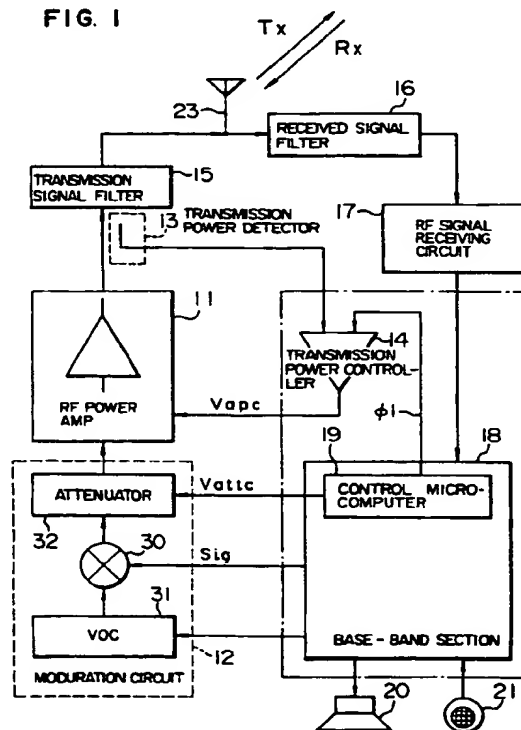 FIG. 1
Tx
Rx
23
16
RECEIVED SIGNAL
FILTER
TRANSMISSION
SIGNAL FILTER
15
13
TRANSMISSION
POWER DETECTOR
17
RF SIGNAL
RECEIVING
CIRCUIT
11
RF POWER
AMP
14
TRANSMISSION
POWER CONTROL-
LER
Vapc
φ1
19
18
CONTROL MICRO-
COMPUTER
ATTENUATOR
32
Vattc
30
Sig
31
VOC
BASE-BAND SECTION
MODURATION CIRCUIT
12
20
21